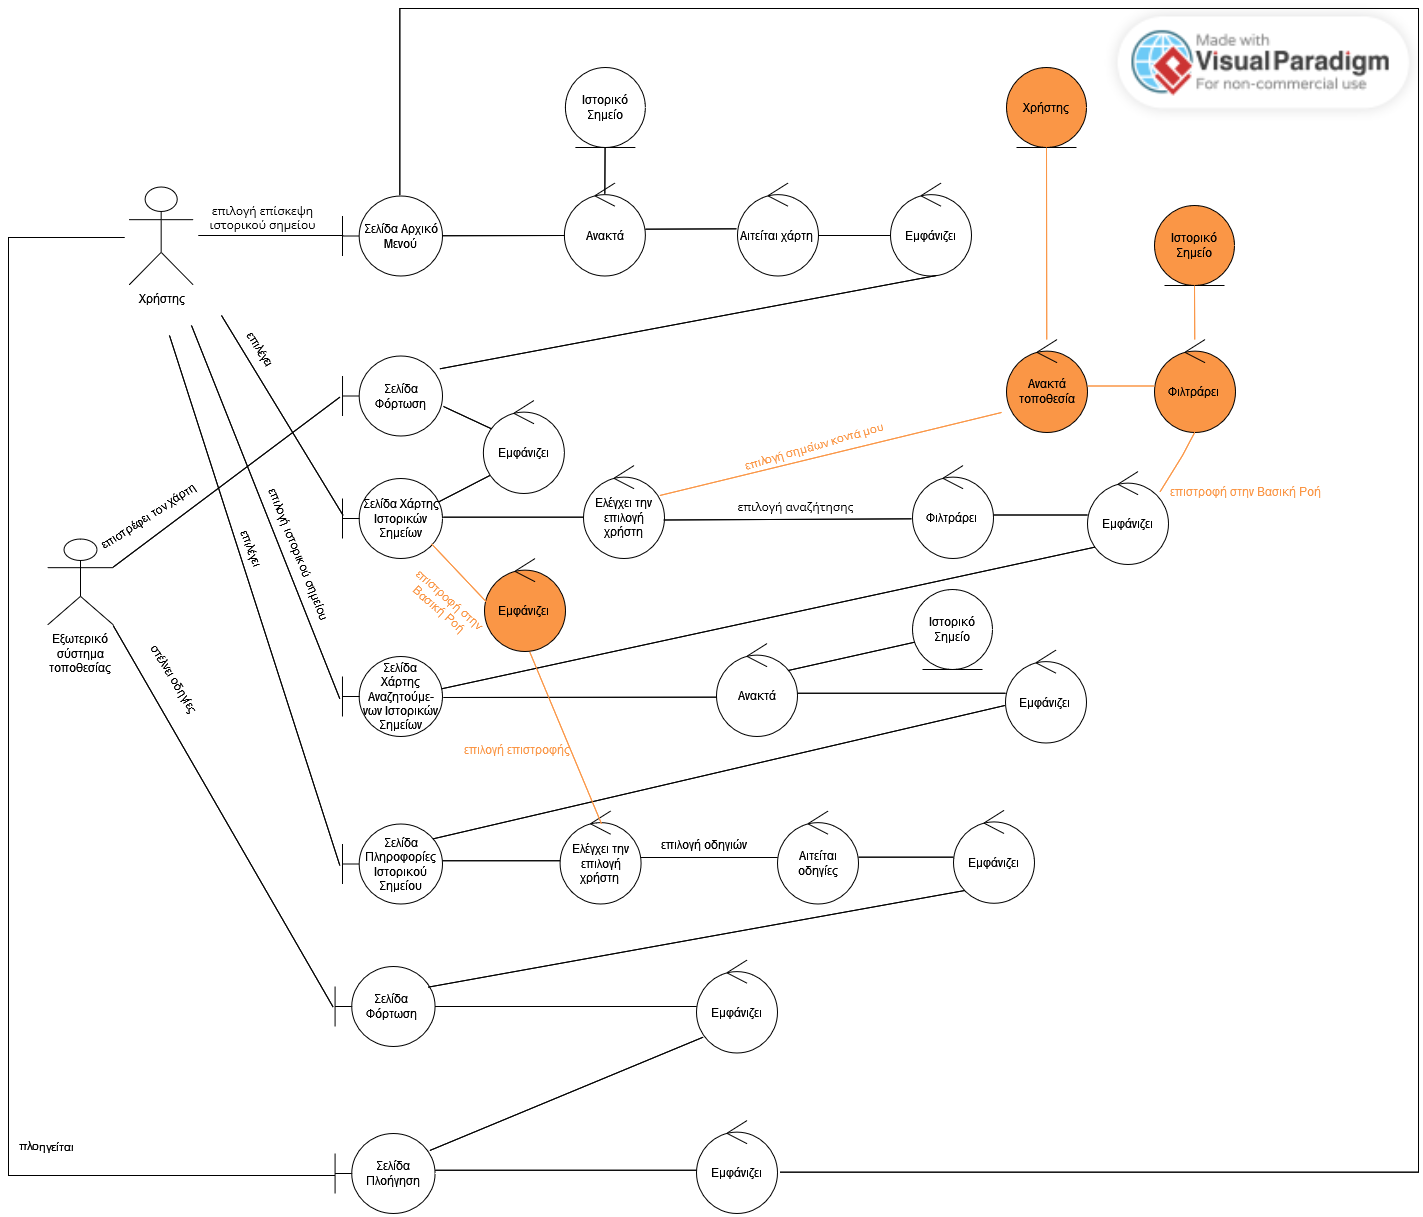 Made with
Visual Paradigm
For non-commercial use
Ιστορικό
Σημείο
Χρήστης
επιλογή επίσκεψη
ιστορικού σημείου
Σελίδα Αρχικό
Μενού
Ανακτά
Αιτείται χάρτη
Εμφάνιζει
Ιστορικό
Σημείο
Χρήστης
επιλέγει
Σελίδα
Φόρτωση
Ανακτά
τοποθεσία
Φιλτράρει
Εμφάνιζει
επιλογή σημείων κοντά μου
επιστροφή στην Βασική Ροή
επιστρέφει τον χάρτη
Σελίδα Χάρτης
Ιστορικών
Σημείων
Ελέγχει την
επιλογή
χρήστη
επιλογή αναζήτησης
Φιλτράρει
Εμφάνιζει
επιλέγει
επιλογή ιστορικού σημείου
επιστροφή στην
Βασική Ροή
Εμφάνιζει
Εξωτερικό
σύστημα
τοποθεσίας
Ιστορικό
Σημείο
στέλνει οδηγίες
Σελίδα
Χάρτης
Αναζητούμε-
νων Ιστορικών
Σημείων
Ανακτά
Εμφάνιζει
επιλογή επιστροφής
Σελίδα
Πληροφορίες
Ιστορικού
Σημείου
Ελέγχει την
επιλογή
χρήστη
επιλογή οδηγιών
Αιτείται
οδηγίες
Εμφάνιζει
Σελίδα
Φόρτωση
Εμφάνιζει
πλοηγείται
Σελίδα
Πλοήγηση
Εμφάνιζει